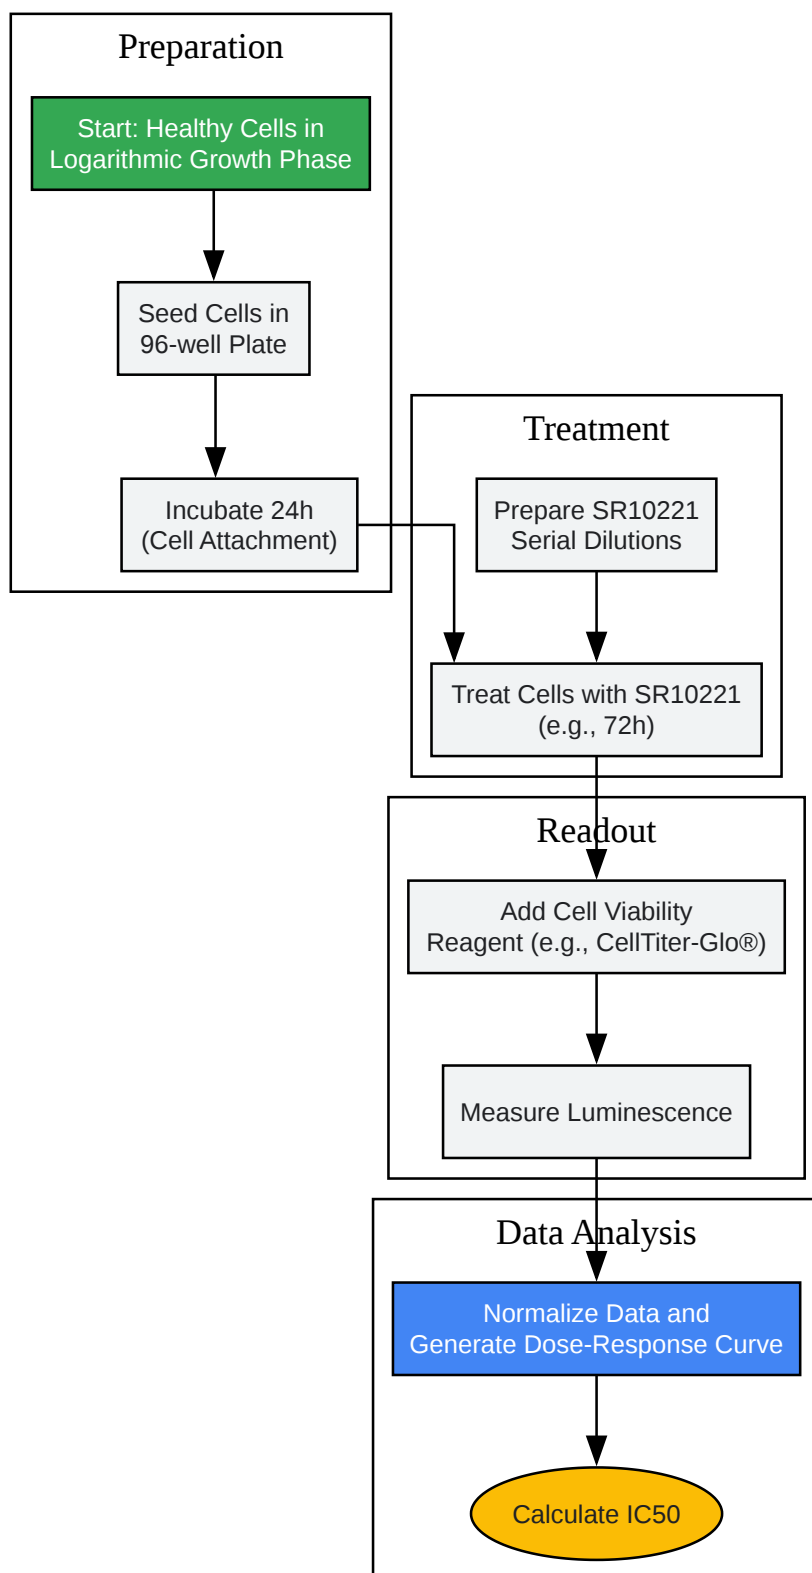 Preparation
Start: Healthy Cells in
Logarithmic Growth Phase
Seed Cells in
96-well Plate
Incubate 24h
(Cell Attachment)
Treatment
Prepare SR10221
Serial Dilutions
Treat Cells with SR10221
(e.g., 72h)
Readout
Add Cell Viability
Reagent (e.g., CellTiter-Glo®)
Measure Luminescence
Data Analysis
Normalize Data and
Generate Dose-Response Curve
Calculate IC50